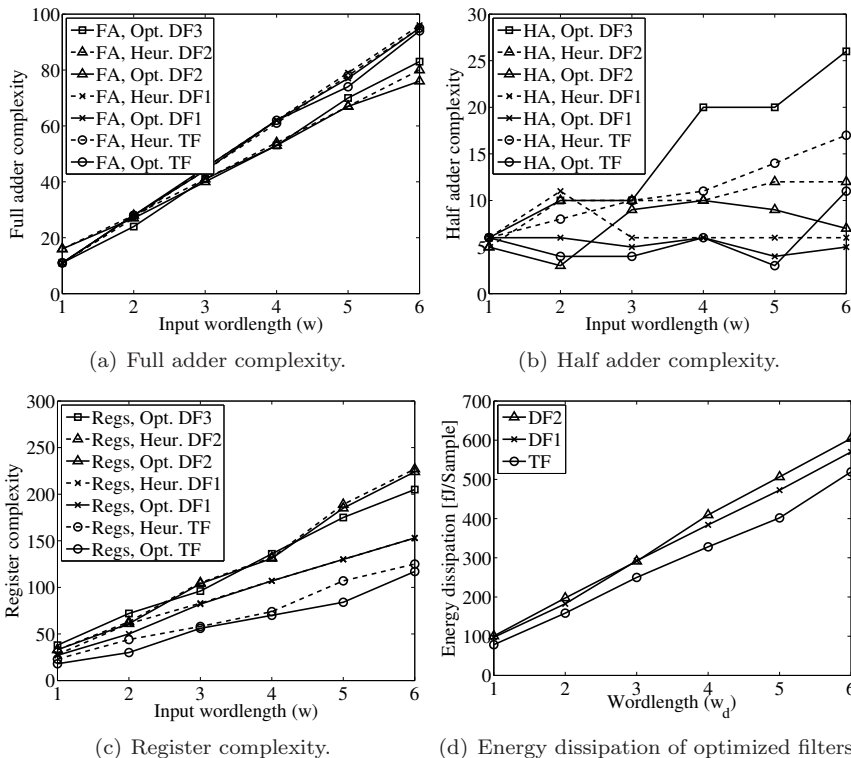 100
80
60
40
20
0
1 2 3 4 5 6
Input wordlength (w)
Full adder complexity
FA, Opt. DF3
FA, Heur. DF2
FA, Opt. DF2
FA, Heur. DF1
FA, Opt. DF1
FA, Heur. TF
FA, Opt. TF
(a) Full adder complexity.
30
25
20
15
10
5
0
1 2 3 4 5 6
Input wordlength (w)
Half adder complexity
HA, Opt. DF3
HA, Heur. DF2
HA, Opt. DF2
HA, Heur. DF1
HA, Opt. DF1
HA, Heur. TF
HA, Opt. TF
(b) Half adder complexity.
300
250
200
150
100
50
0
1 2 3 4 5 6
Input wordlength (w)
Register complexity
Regs, Opt. DF3
Regs, Heur. DF2
Regs, Opt. DF2
Regs, Heur. DF1
Regs, Opt. DF1
Regs, Heur. TF
Regs, Opt. TF
(c) Register complexity.
700
600
500
400
300
200
100
0
1 2 3 4 5 6
Wordlength (w_d)
Energy dissipation [fJ/Sample]
DF2
DF1
TF
(d) Energy dissipation of optimized filters